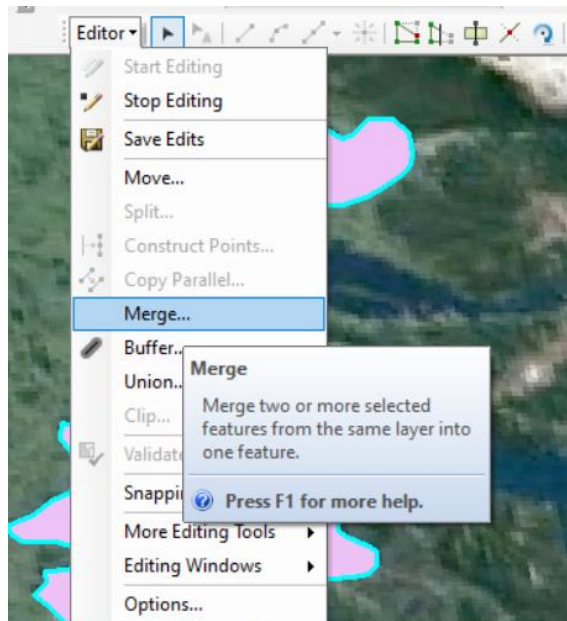 Editor
Start Editing
Stop Editing
Save Edits
Move...
Split...
Construct Points...
Copy Parallel...
Merge...
Buffer..
Union..
Clip...
Validate
Snappi
More Editing Tools
Editing Windows
Options...
Merge
Merge two or more selected
features from the same layer into
one feature.
Press F1 for more help.